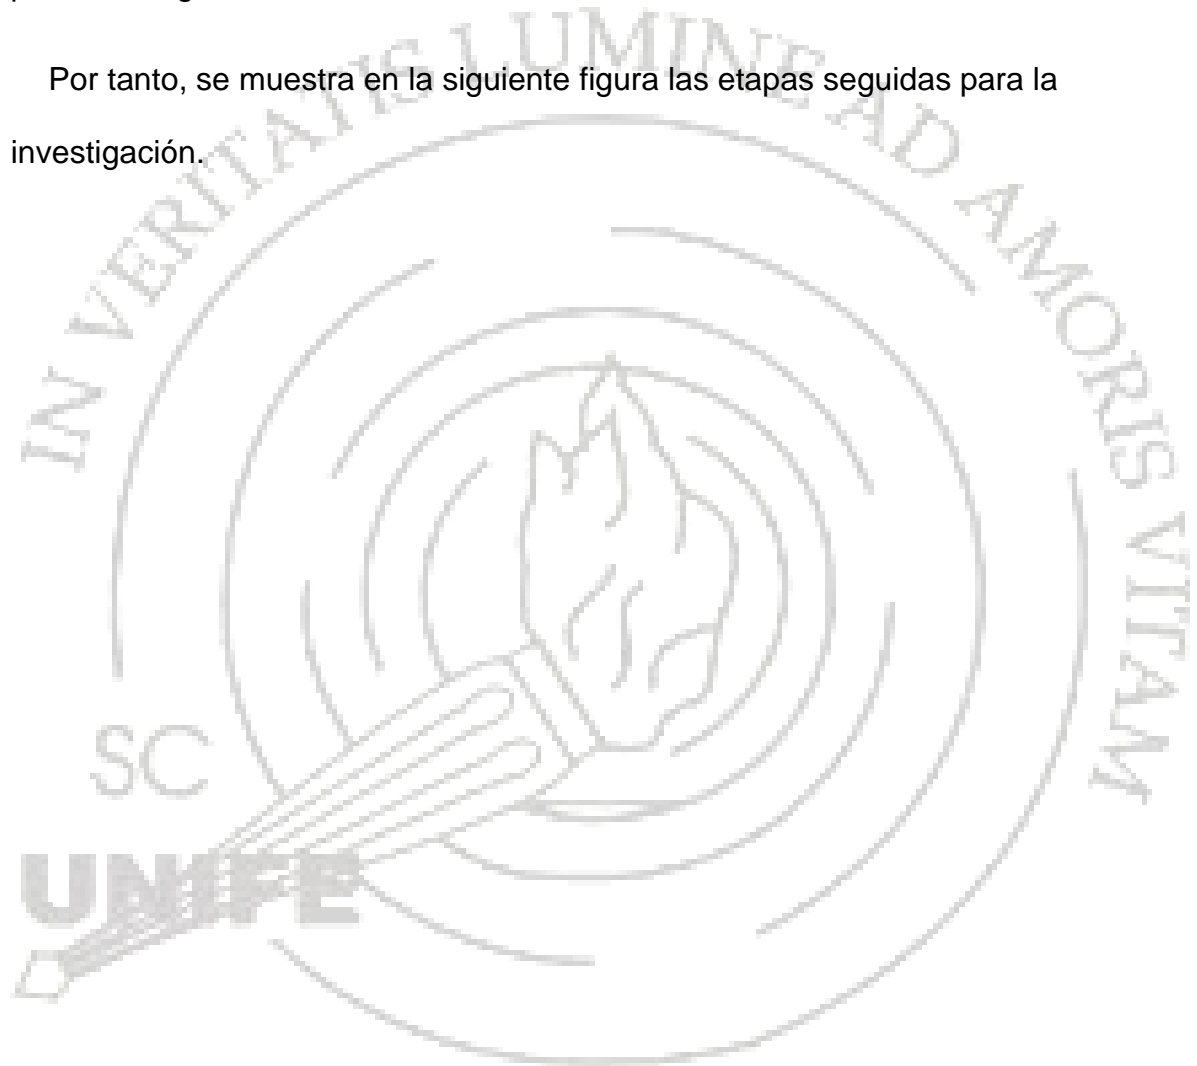 Por tanto, se muestra en la siguiente figura las etapas seguidas para la
investigación.
IN VERITATIS LUMINE AD AMORIS VITAM
SC
UNIFE